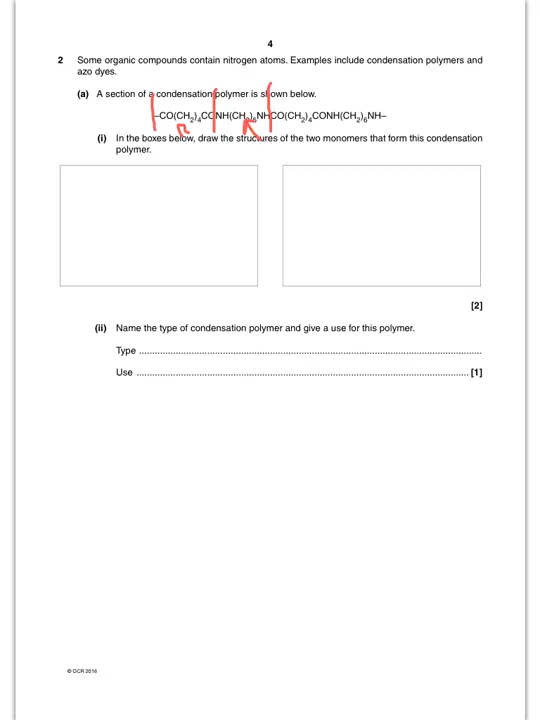 4
2 Some organic compounds contain nitrogen atoms. Examples include condensation polymers and
azo dyes.
(a) A section of a condensation polymer is shown below.
–CO(CH2)4CONH(CH2)6NHCO(CH2)4CONH(CH2)6NH–
R R
(i) In the boxes below, draw the structures of the two monomers that form this condensation
polymer.
[2]
(ii) Name the type of condensation polymer and give a use for this polymer.
Type ...................................................................................................................
Use ................................................................................................................... [1]
© OCR 2016